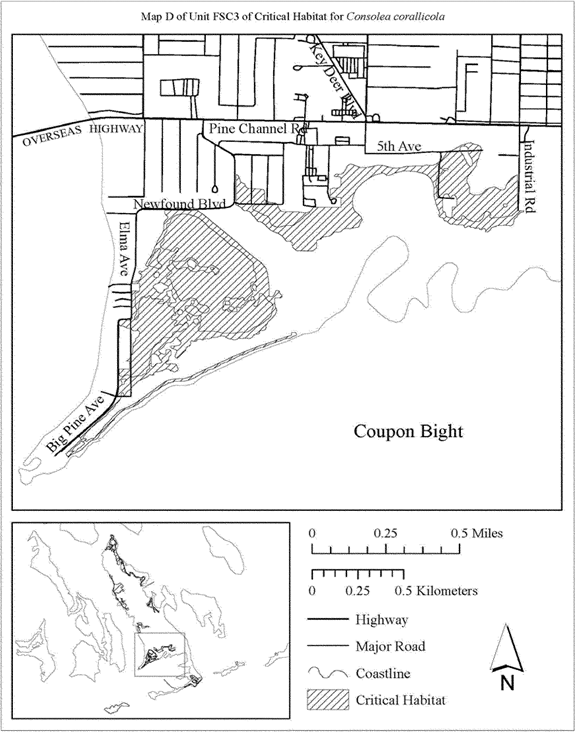 Map D of Unit FSC3 of Critical Habitat for Consolea corallicola
Key Deer Blvd
OVERSEAS HIGHWAY
Pine Channel Rd
5th Ave
Industrial Rd
Newfound Blvd
Elma Ave
Big Pine Ave
Coupon Bight
0 0.25 0.5 Miles
0 0.25 0.5 Kilometers
Highway
Major Road
Coastline
Critical Habitat
N